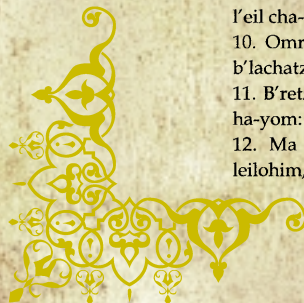 l'eil cha-
10. Omr
b'lachatz
11. B'ret
ha-yom:
12. Ma
leilohim,